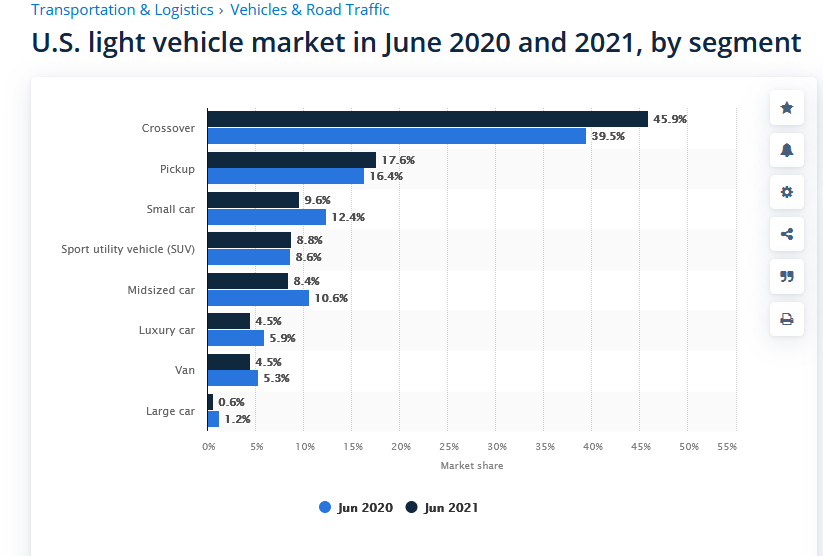 Transportation & Logistics › Vehicles & Road Traffic
U.S. light vehicle market in June 2020 and 2021, by segment
Crossover 45.9% 39.5%
Pickup 17.6% 16.4%
Small car 9.6% 12.4%
Sport utility vehicle (SUV) 8.8% 8.6%
Midsized car 8.4% 10.6%
Luxury car 4.5% 5.9%
Van 4.5% 5.3%
Large car 0.6% 1.2%
0% 5% 10% 15% 20% 25% 30% 35% 40% 45% 50% 55%
Market share
Jun 2020 Jun 2021